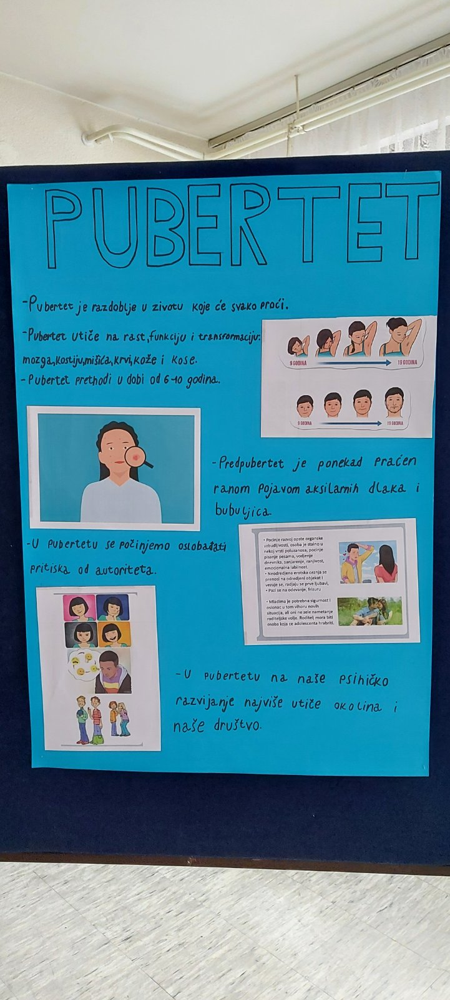 PUBERTET
-Pubertet je razdoblje u zivotu koje će svako proći.
-Pubertet utiče na rast, funkciju i transformaciju:
mozga, kostiju, mišića, krvi, kože i kose.
-Pubertet prethodi u dobi od 6-10 godina.
9 GODINA 19 GODINA
9 GODINA 19 GODINA
-Predpubertet je ponekad praćen
ranom pojavom aksilarnih dlaka i
bubuljica.
-U pubertetu se počinjemo oslobađati
pritiska od autoriteta.
• Pocinje razvoj opste organske
uzbudljivosti, osoba je stalno u
nekoj vrsti poluzanosa, pocinje
pisanje pesama, vodjenje
dnevnika, sanjarenje, ranjivost,
emocionalna labilnost.
• Neodredjena erotska ceznja se
prenosi na odredjeni objekat i
vezuje se, radjaju se prve ljubavi,
• Pazi se na odevanje, frizuru
• Mladima je potrebna sigurnost i
oslonac u tom vihoru novih
situacija, ali oni ne zele nametanje
roditeljske volje. Roditelj mora biti
osoba koja ce adolescenta hrabriti.
-U pubertetu na naše psihičko
razvijanje najviše utiče okolina i
naše društvo.